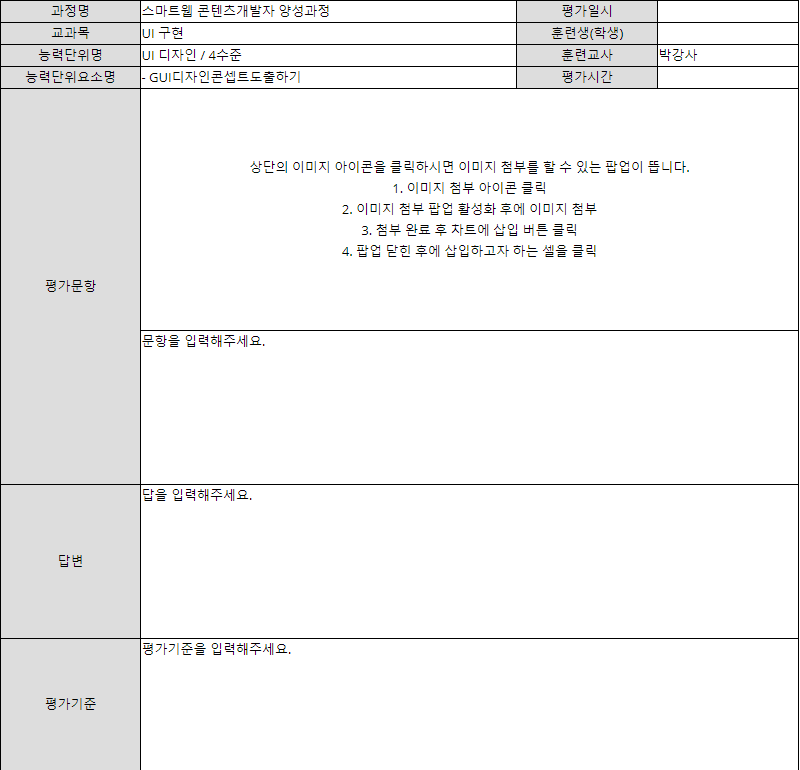 과정명 스마트웹 콘텐츠개발자 양성과정 평가일시
교과목 UI 구현 훈련생(학생)
능력단위명 UI 디자인 / 4수준 훈련교사 박강사
능력단위요소명 - GUI디자인콘셉트도출하기 평가시간
평가문항
상단의 이미지 아이콘을 클릭하시면 이미지 첨부를 할 수 있는 팝업이 뜹니다.
1. 이미지 첨부 아이콘 클릭
2. 이미지 첨부 팝업 활성화 후에 이미지 첨부
3. 첨부 완료 후 차트에 삽입 버튼 클릭
4. 팝업 닫힌 후에 삽입하고자 하는 셀을 클릭
문항을 입력해주세요.
답변
답을 입력해주세요.
평가기준
평가기준을 입력해주세요.